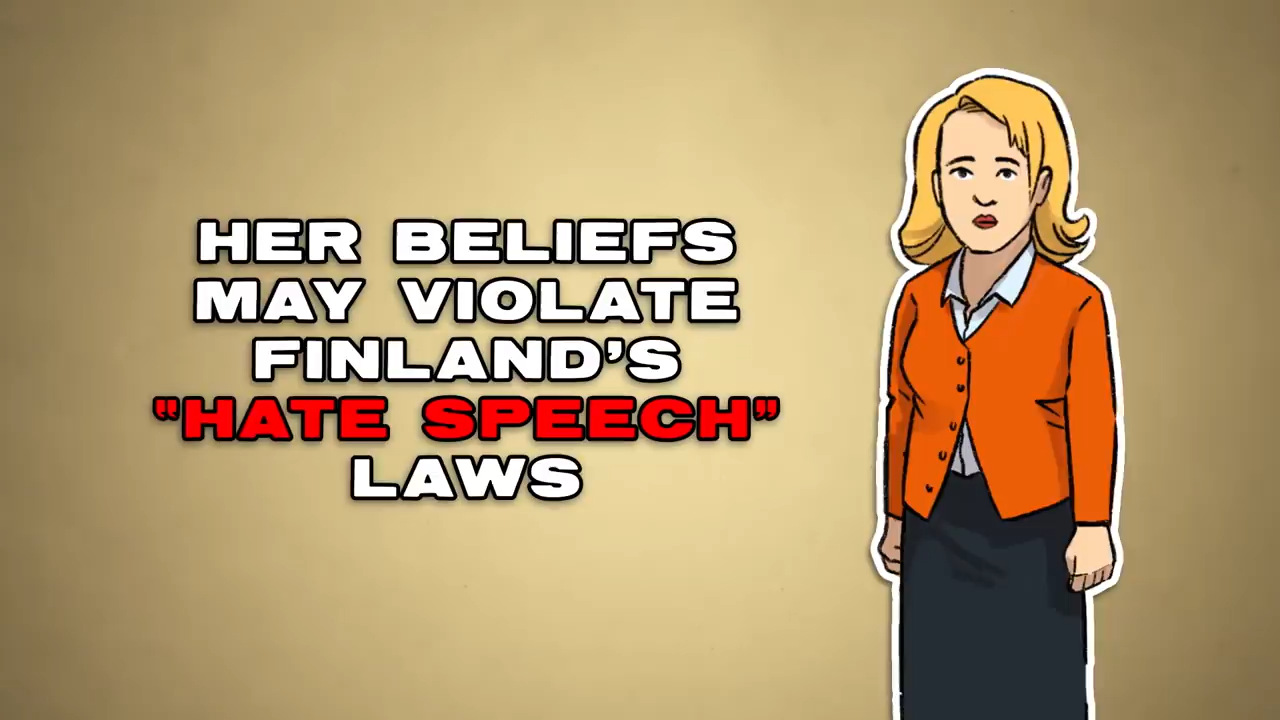 HER BELIEFS
MAY VIOLATE
FINLAND'S
"HATE SPEECH"
LAWS